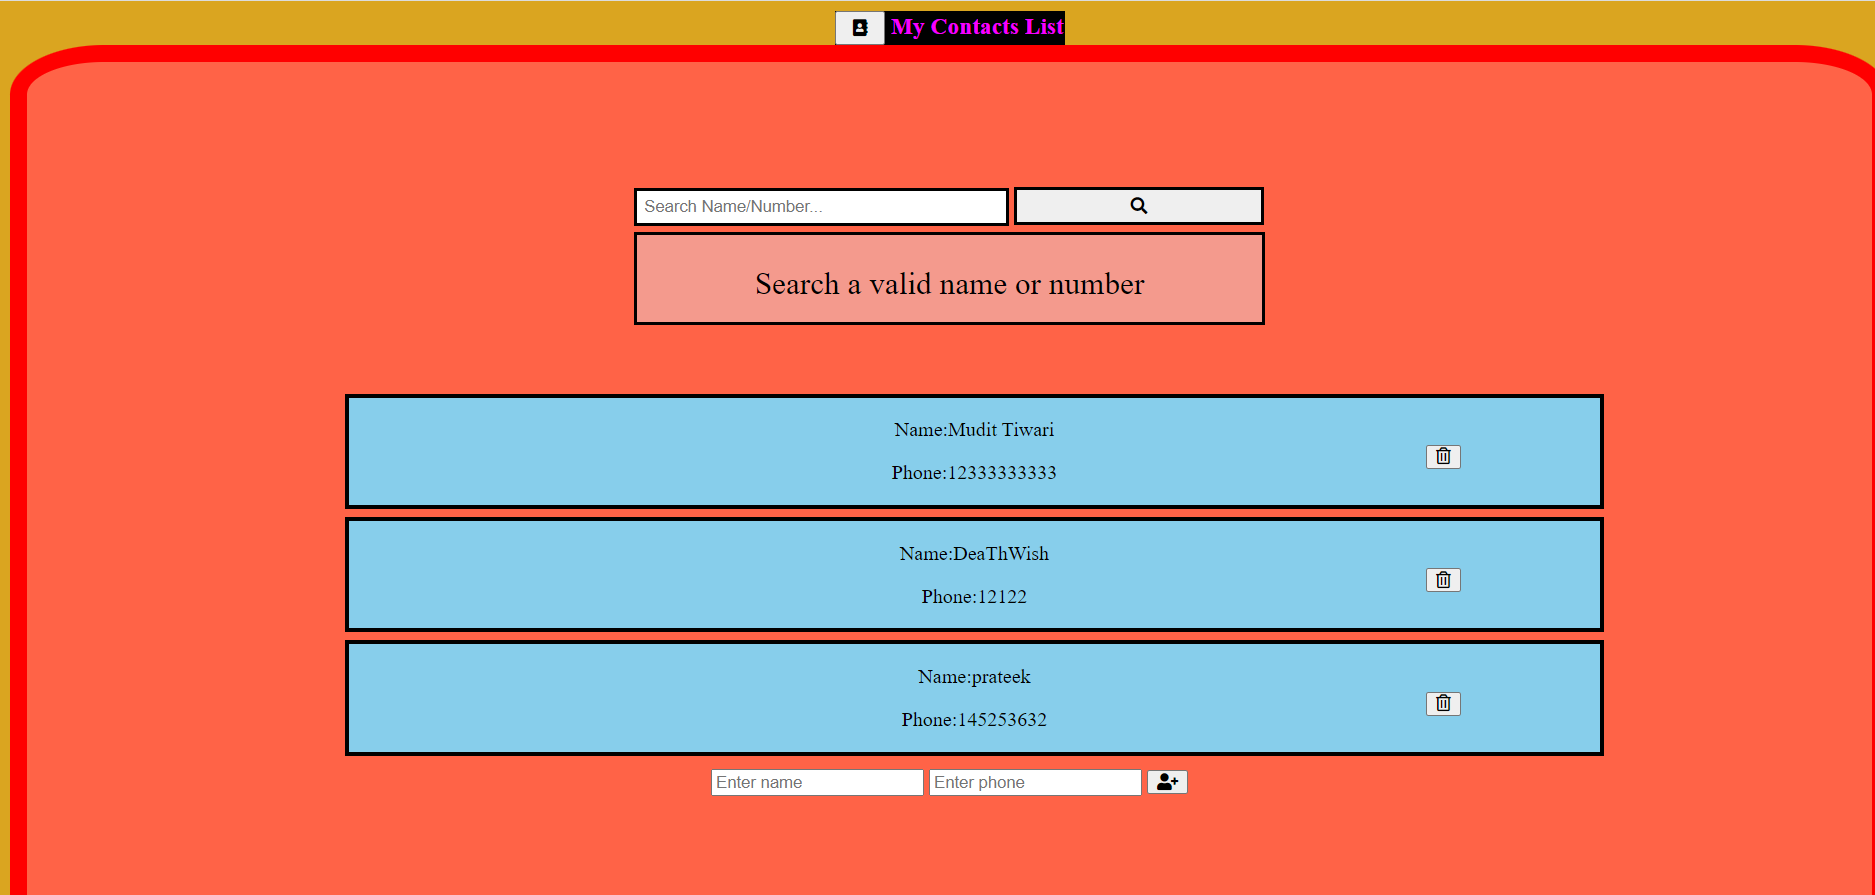 My Contacts List
Search Name/Number...
Search a valid name or number
Name:Mudit Tiwari
Phone:12333333333
Name:DeaThWish
Phone:12122
Name:prateek
Phone:145253632
Enter name Enter phone